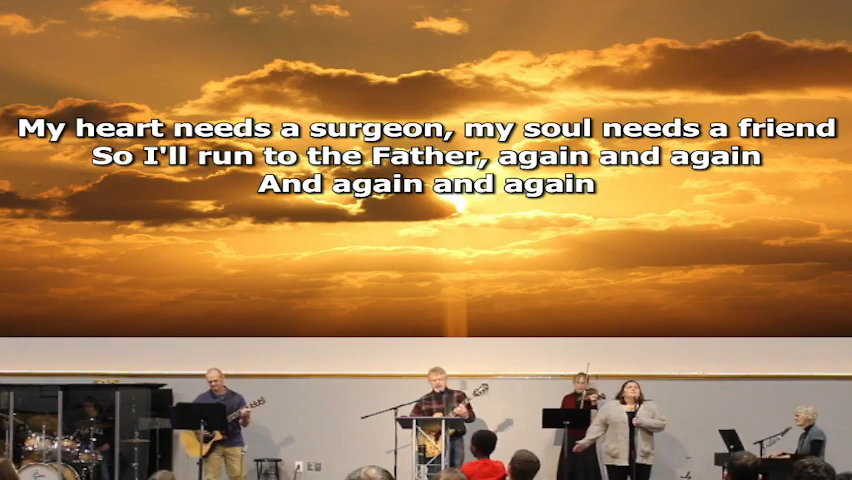 My heart needs a surgeon, my soul needs a friend
So I'll run to the Father, again and again
And again and again